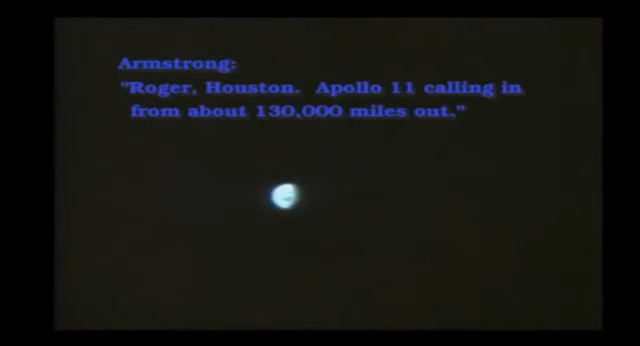 Armstrong:
"Roger, Houston. Apollo 11 calling in
from about 130,000 miles out."